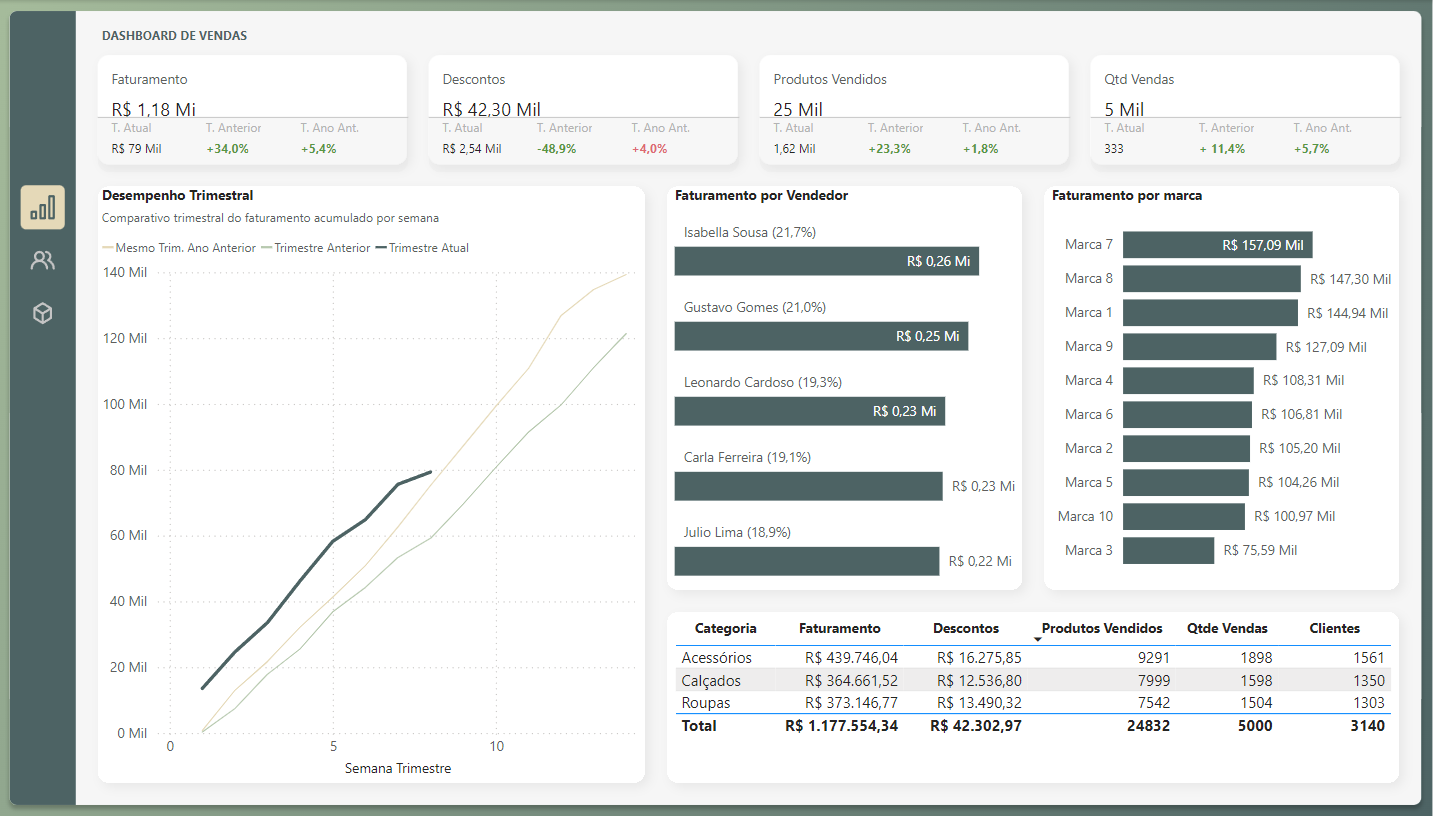 DASHBOARD DE VENDAS
Faturamento
R$ 1,18 Mi
T. Atual T. Anterior T. Ano Ant.
R$ 79 Mil +34,0% +5,4%
Descontos
R$ 42,30 Mil
T. Atual T. Anterior T. Ano Ant.
R$ 2,54 Mil -48,9% +4,0%
Produtos Vendidos
25 Mil
T. Atual T. Anterior T. Ano Ant.
1,62 Mil +23,3% +1,8%
Qtd Vendas
5 Mil
T. Atual T. Anterior T. Ano Ant.
333 + 11,4% +5,7%
Desempenho Trimestral
Comparativo trimestral do faturamento acumulado por semana
Mesmo Trim. Ano Anterior Trimestre Anterior Trimestre Atual
140 Mil
120 Mil
100 Mil
80 Mil
60 Mil
40 Mil
20 Mil
0 Mil
0 5 10
Semana Trimestre
Faturamento por Vendedor
Isabella Sousa (21,7%)
R$ 0,26 Mi
Gustavo Gomes (21,0%)
R$ 0,25 Mi
Leonardo Cardoso (19,3%)
R$ 0,23 Mi
Carla Ferreira (19,1%)
R$ 0,23 Mi
Julio Lima (18,9%)
R$ 0,22 Mi
Faturamento por marca
Marca 7 R$ 157,09 Mil
Marca 8 R$ 147,30 Mil
Marca 1 R$ 144,94 Mil
Marca 9 R$ 127,09 Mil
Marca 4 R$ 108,31 Mil
Marca 6 R$ 106,81 Mil
Marca 2 R$ 105,20 Mil
Marca 5 R$ 104,26 Mil
Marca 10 R$ 100,97 Mil
Marca 3 R$ 75,59 Mil
Categoria Faturamento Descontos Produtos Vendidos Qtde Vendas Clientes
Acessórios R$ 439.746,04 R$ 16.275,85 9291 1898 1561
Calçados R$ 364.661,52 R$ 12.536,80 7999 1598 1350
Roupas R$ 373.146,77 R$ 13.490,32 7542 1504 1303
Total R$ 1.177.554,34 R$ 42.302,97 24832 5000 3140